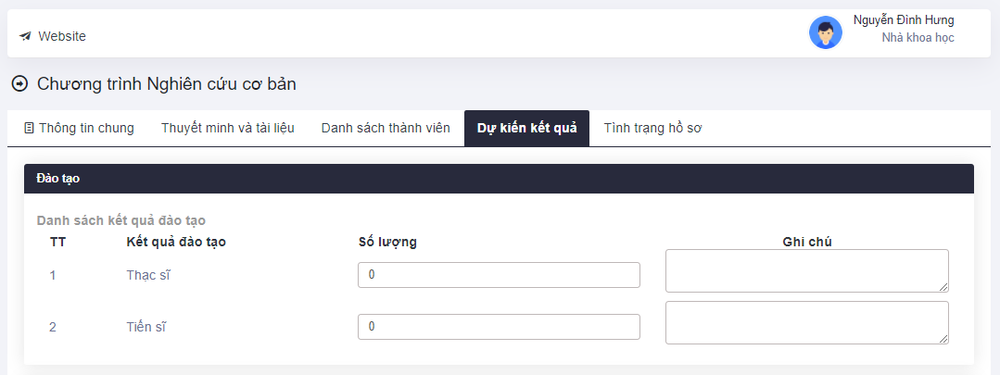 Website
Nguyễn Đình Hưng
Nhà khoa học
Chương trình Nghiên cứu cơ bản
Thông tin chung Thuyết minh và tài liệu Danh sách thành viên Dự kiến kết quả Tình trạng hồ sơ
Đào tạo
Danh sách kết quả đào tạo
TT Kết quả đào tạo Số lượng Ghi chú
1 Thạc sĩ 0
2 Tiến sĩ 0